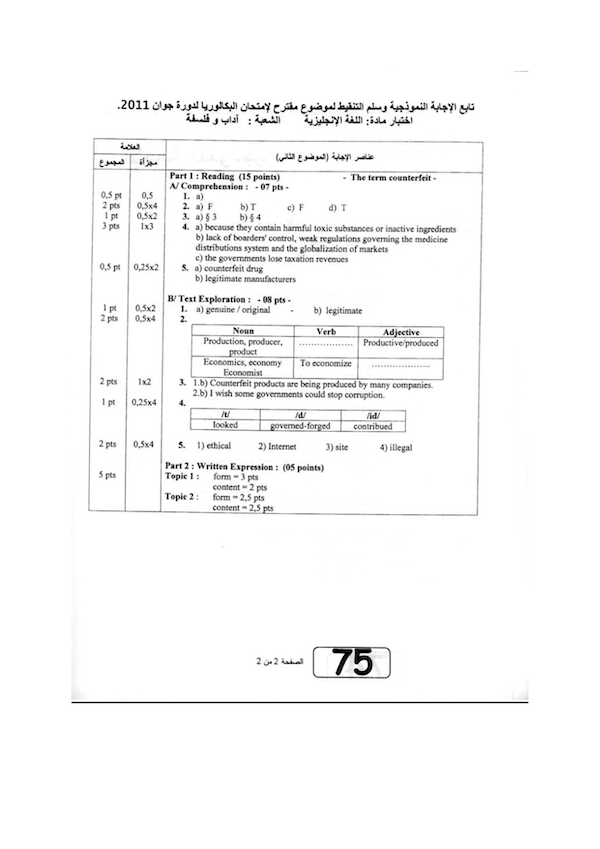 تابع الإجابة النموذجية وسلم التنقيط لموضوع مقترح لإمتحان البكالوريا لدورة جوان 2011.
اختبار مادة: اللغة الإنجليزية الشعبة : آداب و فلسفة
عناصر الإجابة (الموضوع الثاني) العلامة
مجزأة المجموع
Part 1 : Reading (15 points) - The term counterfeit -
A/ Comprehension : - 07 pts -
0,5 pt 0,5 1. a)
2 pts 0,5x4 2. a) F b) T c) F d) T
1 pt 0,5x2 3. a) § 3 b) § 4
3 pts 1x3 4. a) because they contain harmful toxic substances or inactive ingredients
b) lack of boarders' control, weak regulations governing the medicine
distributions system and the globalization of markets
c) the governments lose taxation revenues
0,5 pt 0,25x2 5. a) counterfeit drug
b) legitimate manufacturers
B/ Text Exploration : - 08 pts -
1 pt 0,5x2 1. a) genuine / original - b) legitimate
2 pts 0,5x4 2.
Noun Verb Adjective
Production, producer, .................. Productive/produced
product
Economics, economy To economize ....................
Economist
2 pts 1x2 3. 1.b) Counterfeit products are being produced by many companies.
2.b) I wish some governments could stop corruption.
1 pt 0,25x4 4.
/t/ /d/ /id/
looked governed-forged contribued
2 pts 0,5x4 5. 1) ethical 2) Internet 3) site 4) illegal
Part 2 : Written Expression : (05 points)
5 pts Topic 1 : form = 3 pts
content = 2 pts
Topic 2 : form = 2,5 pts
content = 2,5 pts
الصفحة 2 من 2
75